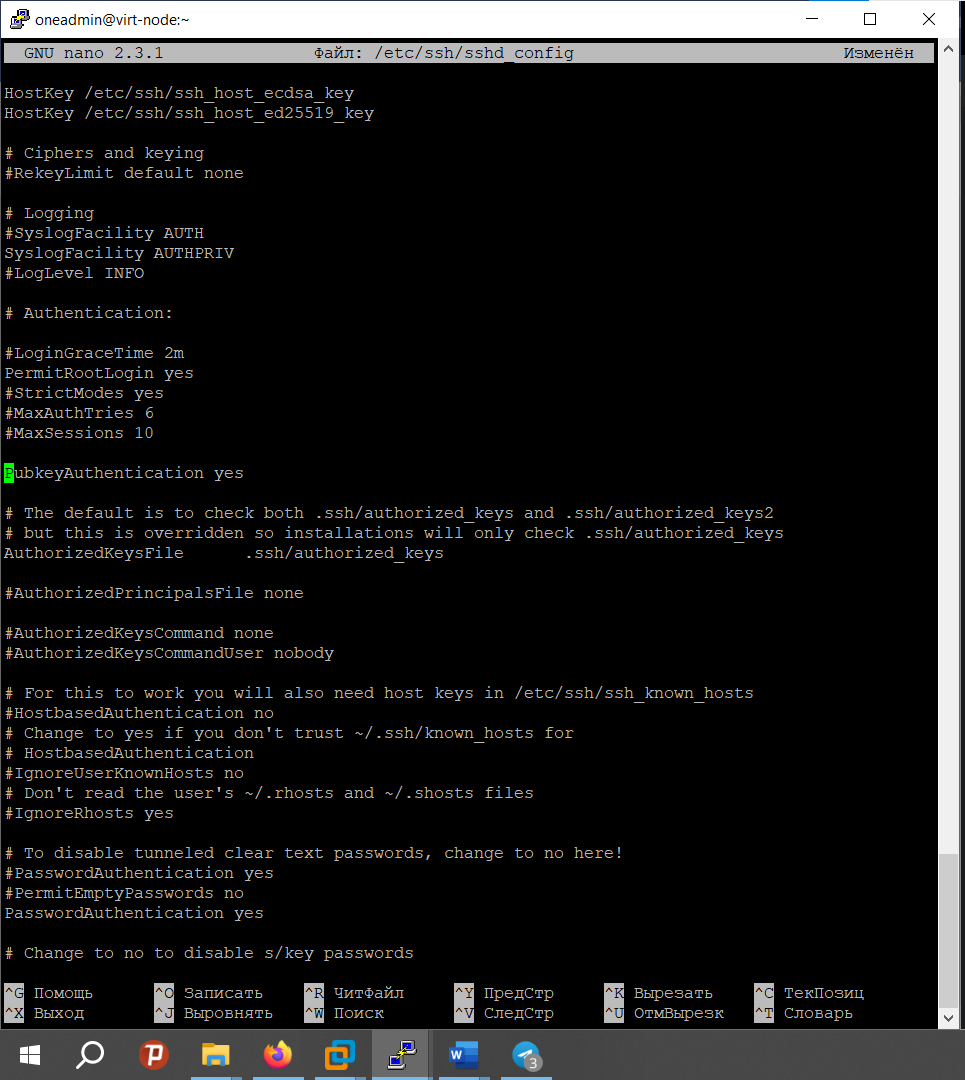 oneadmin@virt-node:~
GNU nano 2.3.1 Файл: /etc/ssh/sshd_config Изменён
HostKey /etc/ssh/ssh_host_ecdsa_key
HostKey /etc/ssh/ssh_host_ed25519_key
# Ciphers and keying
#RekeyLimit default none
# Logging
#SyslogFacility AUTH
SyslogFacility AUTHPRIV
#LogLevel INFO
# Authentication:
#LoginGraceTime 2m
PermitRootLogin yes
#StrictModes yes
#MaxAuthTries 6
#MaxSessions 10
PubkeyAuthentication yes
# The default is to check both .ssh/authorized_keys and .ssh/authorized_keys2
# but this is overridden so installations will only check .ssh/authorized_keys
AuthorizedKeysFile      .ssh/authorized_keys
#AuthorizedPrincipalsFile none
#AuthorizedKeysCommand none
#AuthorizedKeysCommandUser nobody
# For this to work you will also need host keys in /etc/ssh/ssh_known_hosts
#HostbasedAuthentication no
# Change to yes if you don't trust ~/.ssh/known_hosts for
# HostbasedAuthentication
#IgnoreUserKnownHosts no
# Don't read the user's ~/.rhosts and ~/.shosts files
#IgnoreRhosts yes
# To disable tunneled clear text passwords, change to no here!
#PasswordAuthentication yes
#PermitEmptyPasswords no
PasswordAuthentication yes
# Change to no to disable s/key passwords
^G Помощь ^O Записать ^R ЧитФайл ^Y ПредСтр ^K Вырезать ^C ТекПозиц
^X Выход ^J Выровнять ^W Поиск ^V СледСтр ^U ОтмВырезк ^T Словарь
3